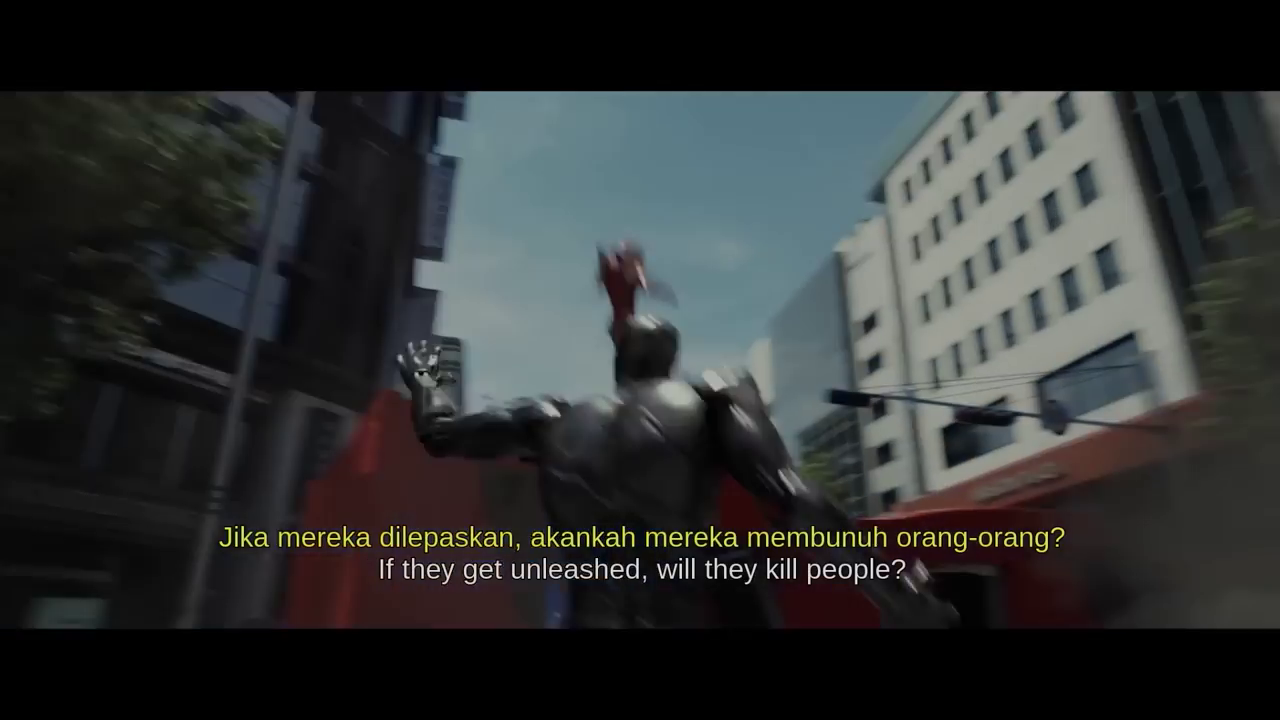 Jika mereka dilepaskan, akankah mereka membunuh orang-orang?
If they get unleashed, will they kill people?